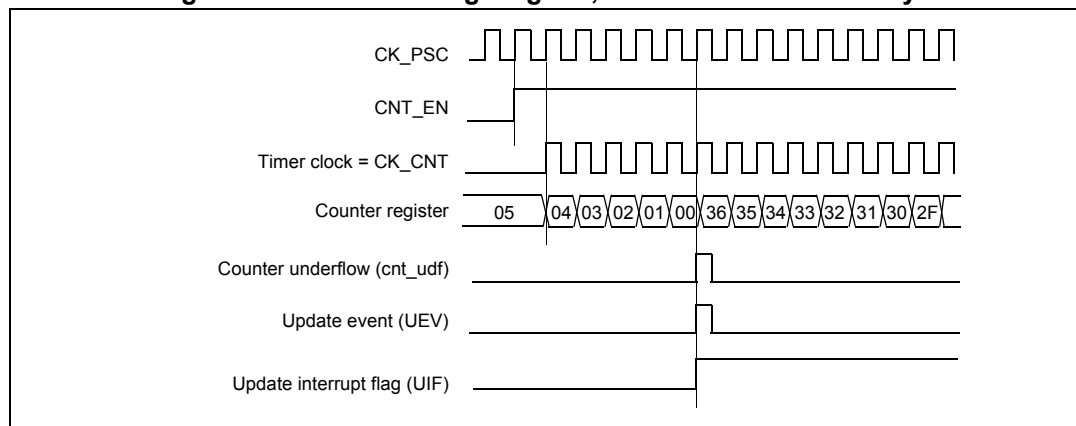 CK_PSC
CNT_EN
Timer clock = CK_CNT
Counter register 05 04 03 02 01 00 36 35 34 33 32 31 30 2F
Counter underflow (cnt_udf)
Update event (UEV)
Update interrupt flag (UIF)